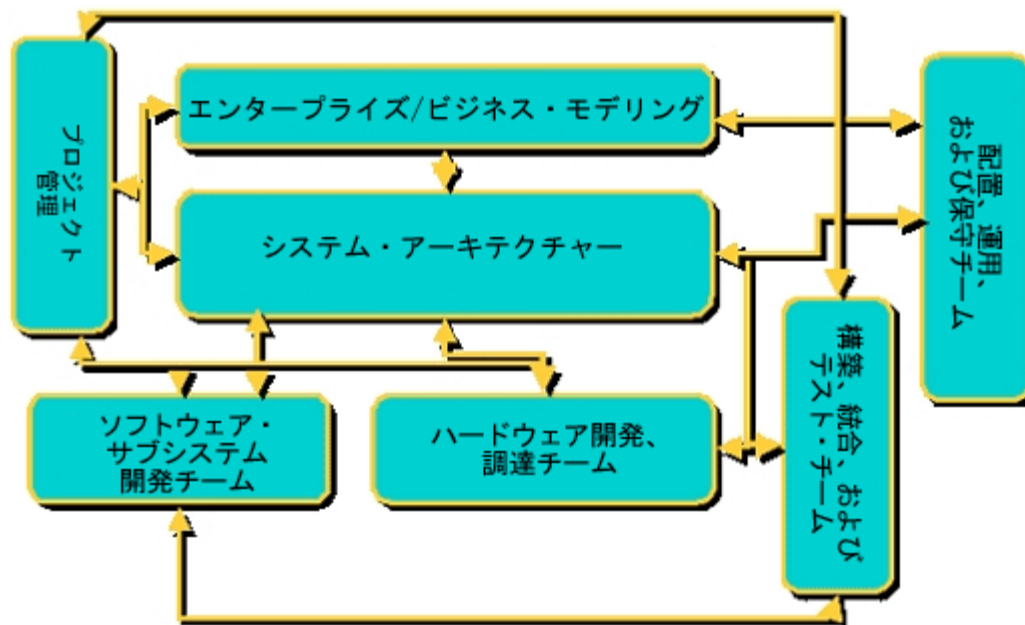 プロジェクト
管理
エンタープライズ/ビジネス・モデリング
システム・アーキテクチャー
配置、運用、
および保守チーム
ソフトウェア・
サブシステム
開発チーム
ハードウェア開発、
調達チーム
構築、統合、および
テスト・チーム